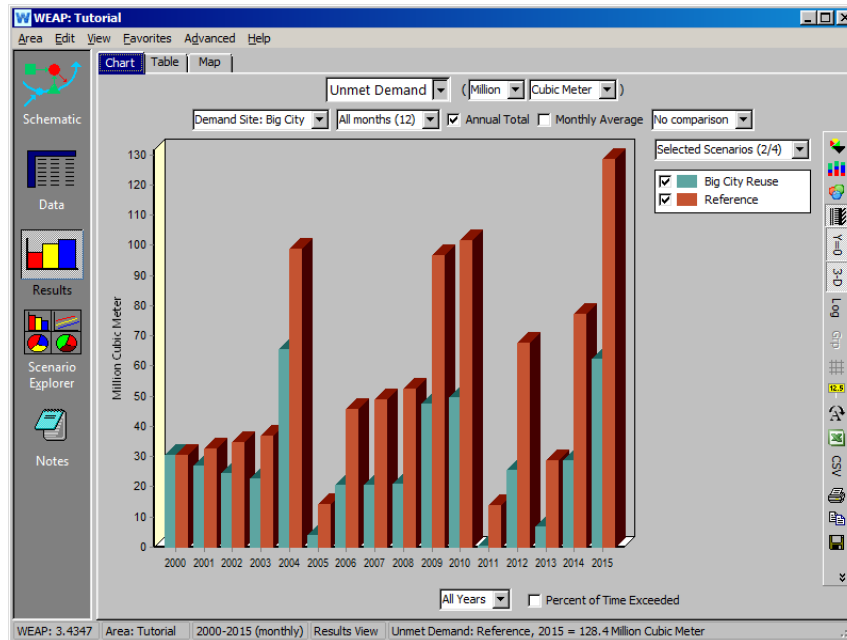 WEAP: Tutorial
Area Edit View Favorites Advanced Help
Chart Table Map
Schematic
Data
Results
Scenario
Explorer
Notes
Unmet Demand ( Million Cubic Meter )
Demand Site: Big City All months (12) Annual Total Monthly Average No comparison
Selected Scenarios (2/4)
Big City Reuse
Reference
Million Cubic Meter
130
120
110
100
90
80
70
60
50
40
30
20
10
0
2000 2001 2002 2003 2004 2005 2006 2007 2008 2009 2010 2011 2012 2013 2014 2015
All Years Percent of Time Exceeded
Y=0
3-D
Log
Grp
12.5
A
CSV
WEAP: 3.4347 Area: Tutorial 2000-2015 (monthly) Results View Unmet Demand: Reference, 2015 = 128.4 Million Cubic Meter